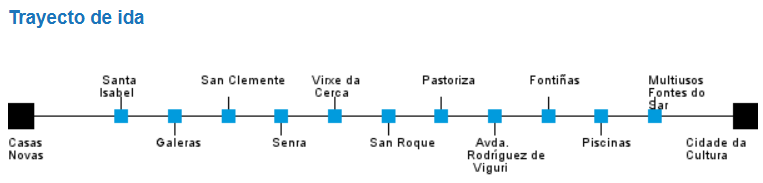 Trayecto de ida
Santa
Isabel
San Clemente
Virxe da
Cerca
Pastoriza
Fontiñas
Multiusos
Fontes do
Sar
Casas
Novas
Galeras
Senra
San Roque
Avda.
Rodríguez de
Viguri
Piscinas
Cidade da
Cultura